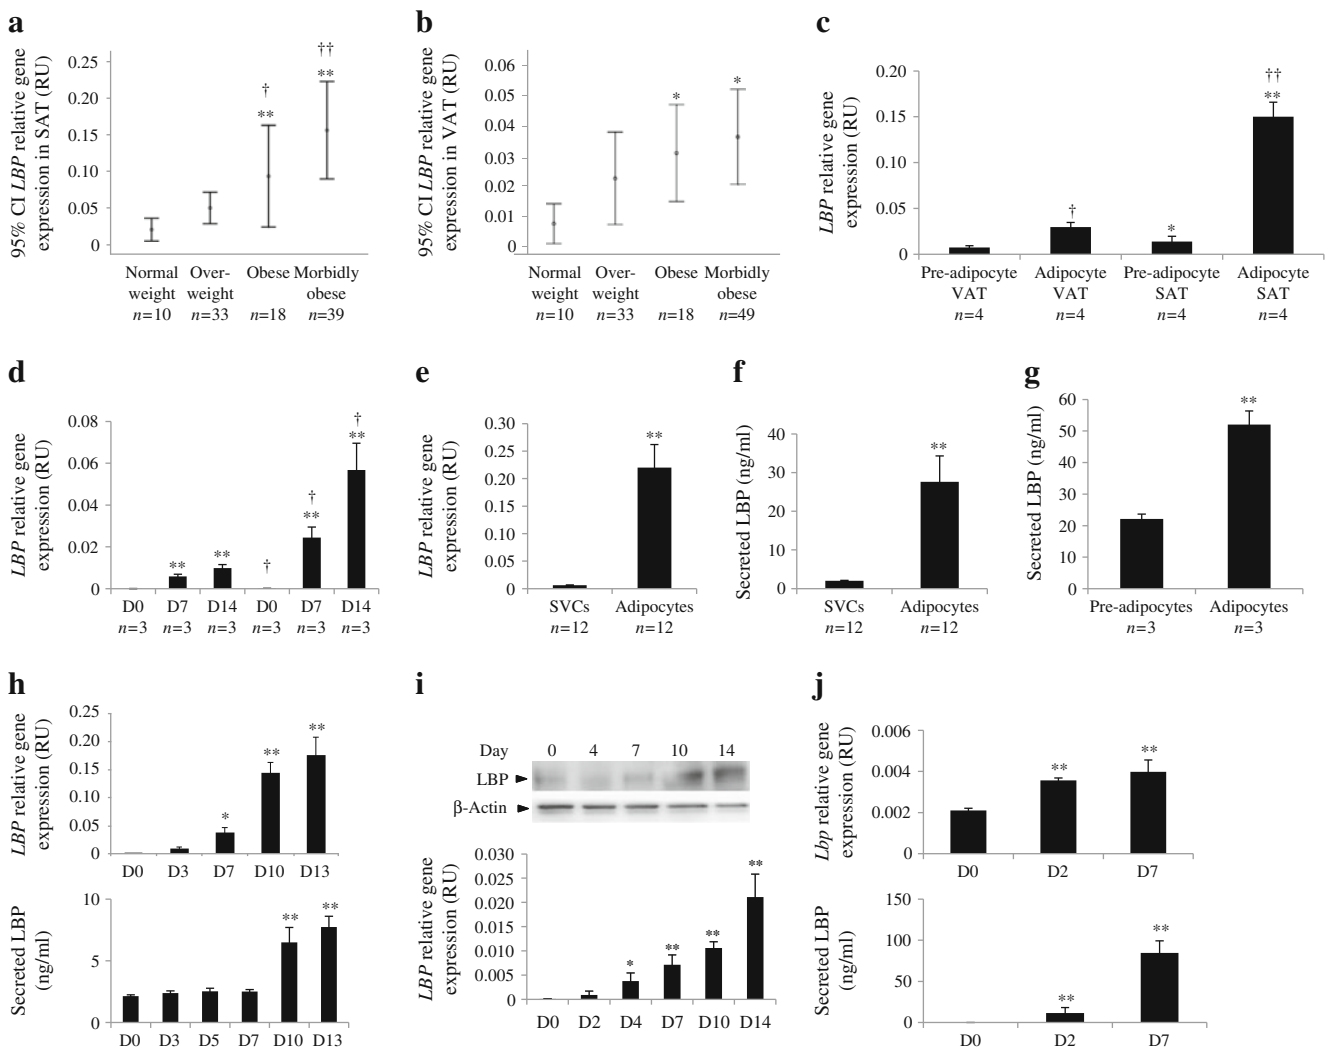 a
95% CI LBP relative gene
expression in SAT (RU)
0.25
0.20
0.15
0.10
0.05
0
†
**
††
**
Normal
weight
n=10
Over-
weight
n=33
Obese
n=18
Morbidly
obese
n=39
b
95% CI LBP relative gene
expression in VAT (RU)
0.06
0.05
0.04
0.03
0.02
0.01
0
*
*
Normal
weight
n=10
Over-
weight
n=33
Obese
n=18
Morbidly
obese
n=49
c
LBP relative gene
expression (RU)
0.20
0.15
0.10
0.05
0
†
*
††
**
Pre-adipocyte
VAT
n=4
Adipocyte
VAT
n=4
Pre-adipocyte
SAT
n=4
Adipocyte
SAT
n=4
d
LBP relative gene
expression (RU)
0.08
0.06
0.04
0.02
0
**
**
†
†
**
†
**
D0 D7 D14 D0 D7 D14
n=3 n=3 n=3 n=3 n=3 n=3
e
LBP relative gene
expression (RU)
0.30
0.25
0.20
0.15
0.10
0.05
0
**
SVCs Adipocytes
n=12 n=12
f
Secreted LBP (ng/ml)
40
30
20
10
0
**
SVCs Adipocytes
n=12 n=12
g
Secreted LBP (ng/ml)
60
50
40
30
20
10
0
**
Pre-adipocytes Adipocytes
n=3 n=3
h
LBP relative gene
expression (RU)
0.25
0.20
0.15
0.10
0.05
0
*
**
**
D0 D3 D7 D10 D13
Secreted LBP
(ng/ml)
10
5
0
**
**
D0 D3 D5 D7 D10 D13
i
Day 0 4 7 10 14
LBP
β-Actin
LBP relative gene
expression (RU)
0.030
0.025
0.020
0.015
0.010
0.005
0
*
**
**
**
D0 D2 D4 D7 D10 D14
j
Lbp relative gene
expression (RU)
0.006
0.004
0.002
0
**
**
D0 D2 D7
Secreted LBP
(ng/ml)
150
100
50
0
**
**
D0 D2 D7